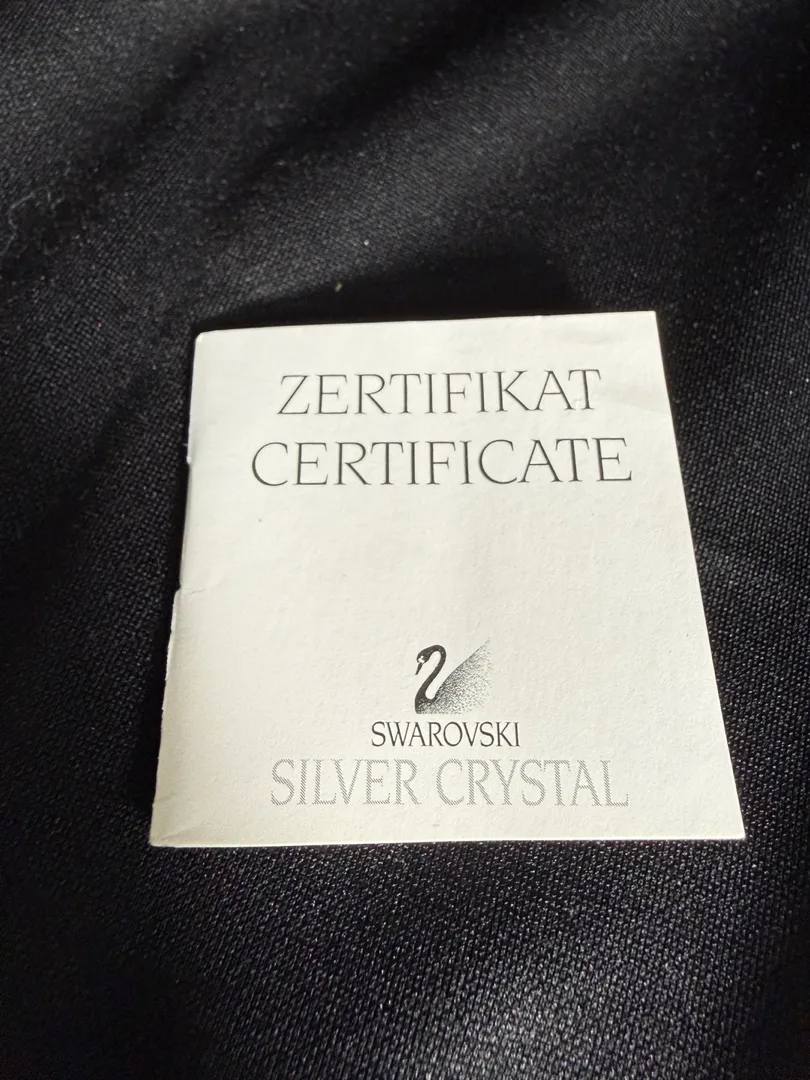 ZERTIFIKAT
CERTIFICATE
SWAROVSKI
SILVER CRYSTAL